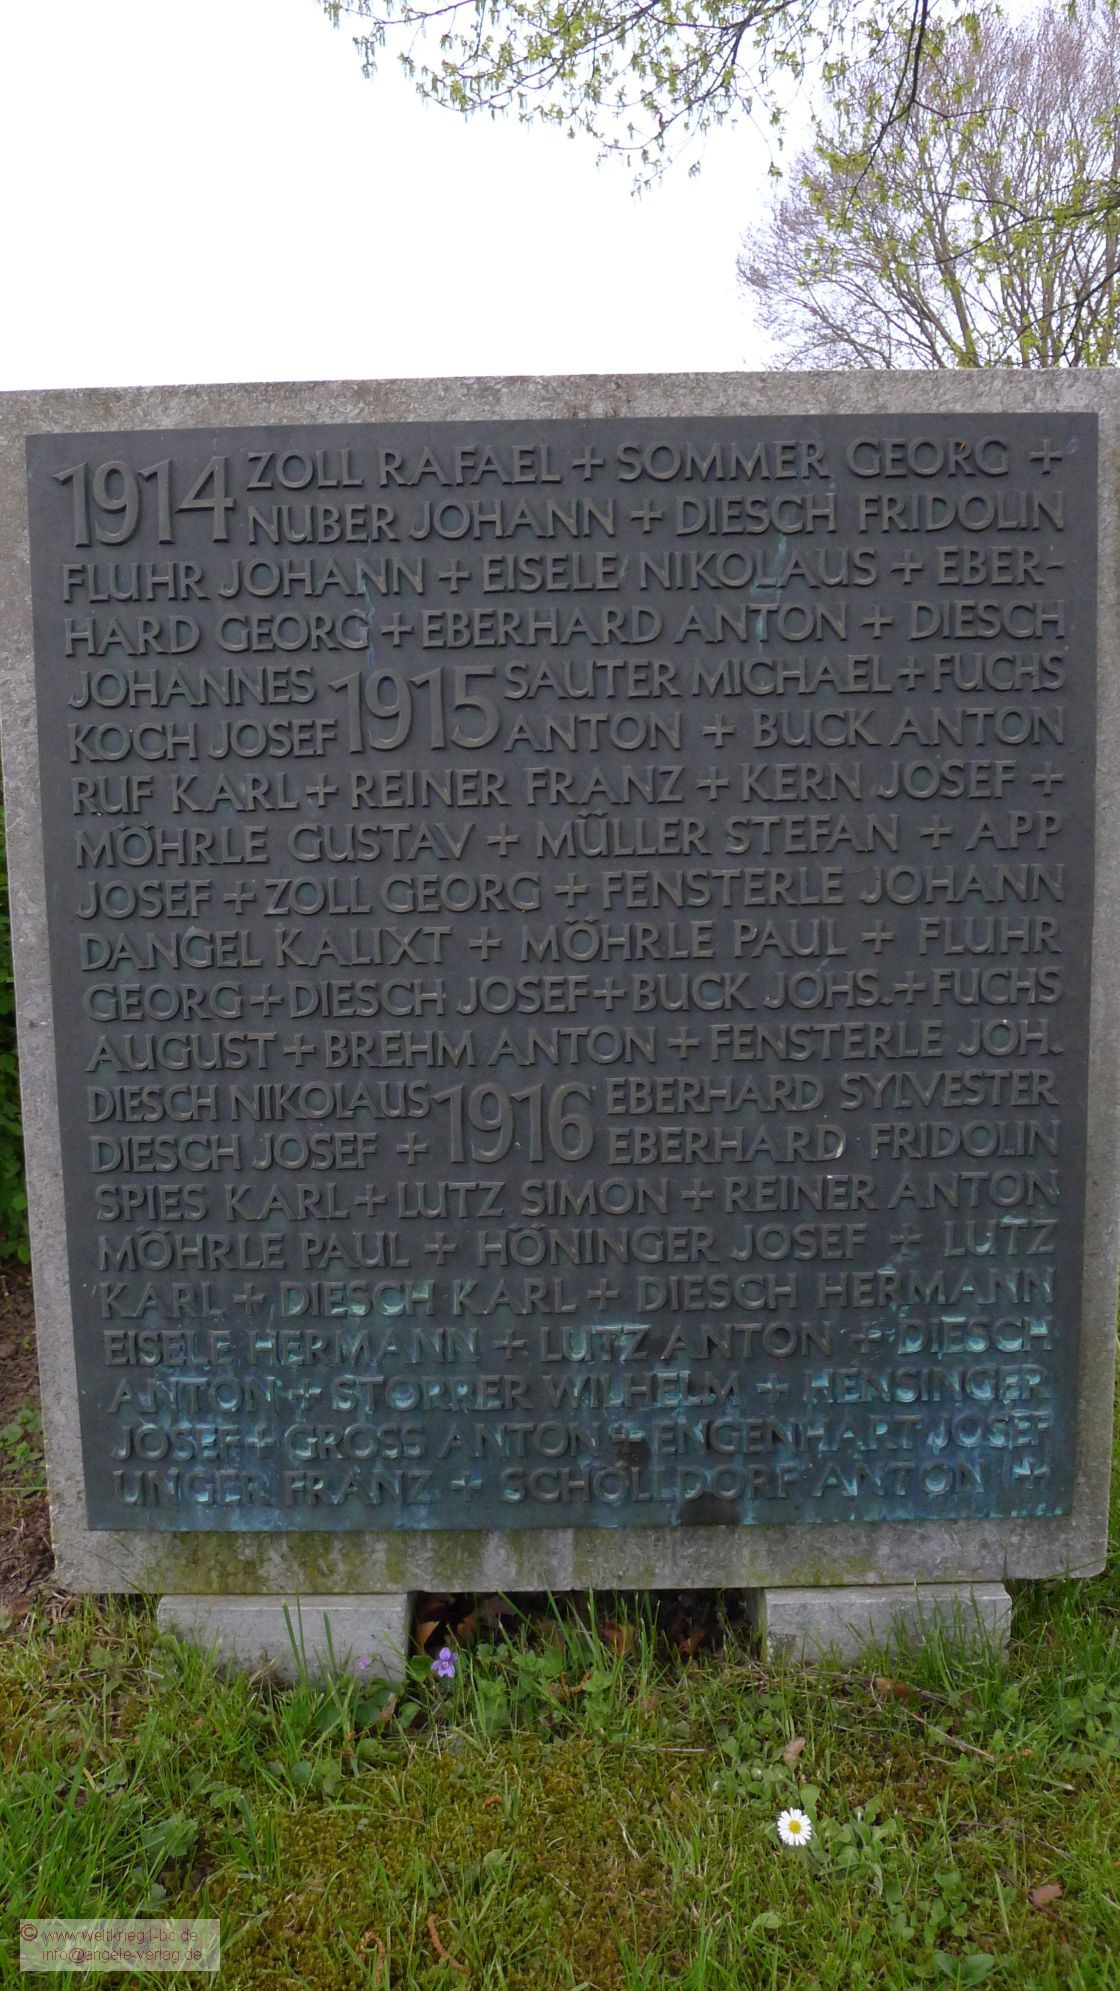 1914 ZOLL RAFAEL + SOMMER GEORG +
NUBER JOHANN + DIESCH FRIDOLIN
FLUHR JOHANN + EISELE NIKOLAUS + EBER-
HARD GEORG + EBERHARD ANTON + DIESCH
JOHANNES 1915 SAUTER MICHAEL + FUCHS
KOCH JOSEF ANTON + BUCK ANTON
RUF KARL + REINER FRANZ + KERN JOSEF +
MÖHRLE GUSTAV + MÜLLER STEFAN + APP
JOSEF + ZOLL GEORG + FENSTERLE JOHANN
DANGEL KALIXT + MÖHRLE PAUL + FLUHR
GEORG + DIESCH JOSEF + BUCK JOHS. + FUCHS
AUGUST + BREHM ANTON + FENSTERLE JOH.
DIESCH NIKOLAUS 1916 EBERHARD SYLVESTER
DIESCH JOSEF + EBERHARD FRIDOLIN
SPIES KARL + LUTZ SIMON + REINER ANTON
MÖHRLE PAUL + HÖNINGER JOSEF + LUTZ
KARL + DIESCH KARL + DIESCH HERMANN
EISELE HERMANN + LUTZ ANTON + DIESCH
ANTON + STORRER WILHELM + HENSINGER
JOSEF + GROSS ANTON + ENGENHART JOSEF
UNGER FRANZ + SCHÖLLDORF ANTON +
© www.weltkrieg1-bc.de
info@angele-verlag.de